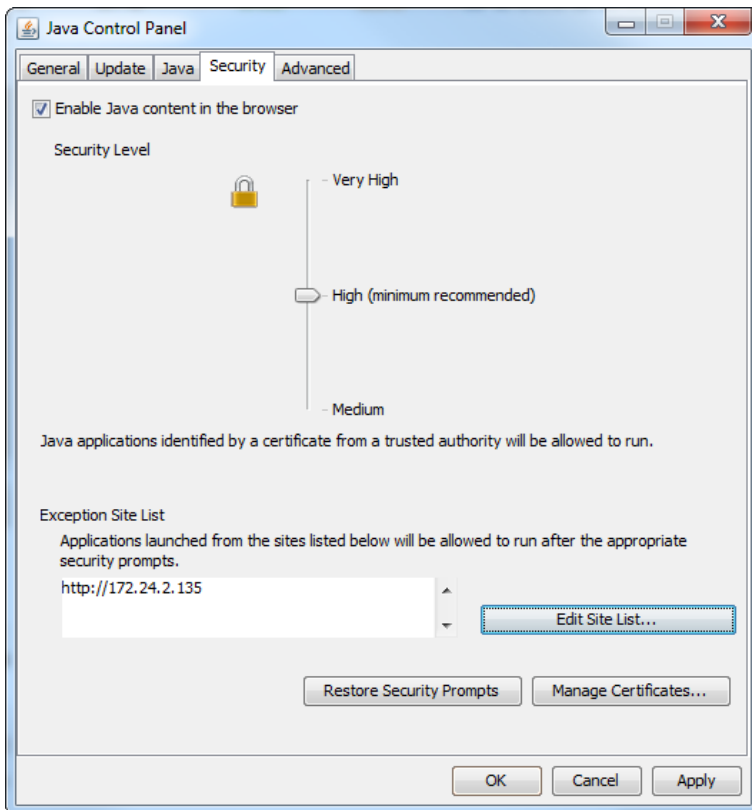 Java Control Panel
General Update Java Security Advanced
Enable Java content in the browser
Security Level
Very High
High (minimum recommended)
Medium
Java applications identified by a certificate from a trusted authority will be allowed to run.
Exception Site List
Applications launched from the sites listed below will be allowed to run after the appropriate
security prompts.
http://172.24.2.135
Edit Site List...
Restore Security Prompts Manage Certificates...
OK Cancel Apply